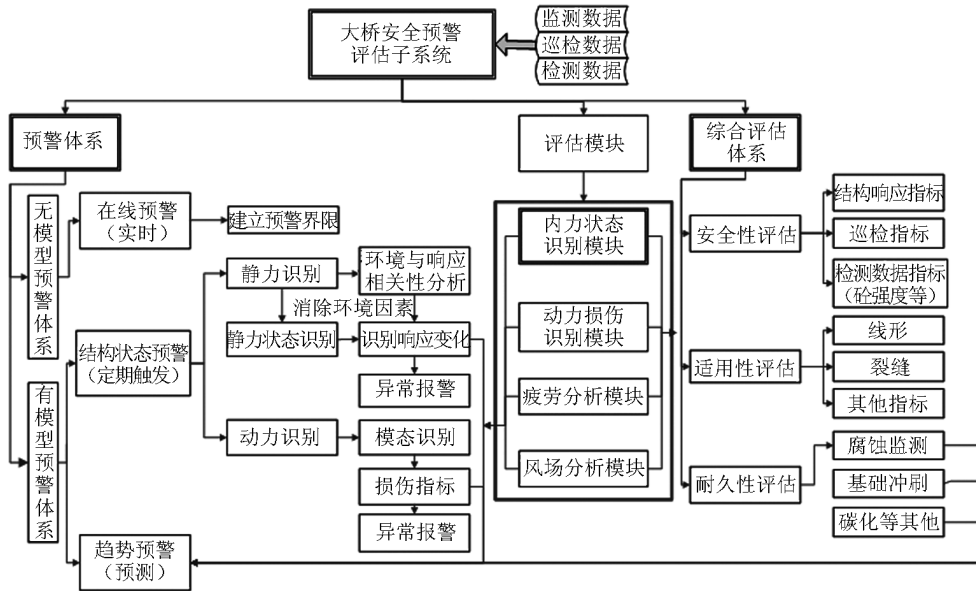 大桥安全预警
评估子系统
监测数据
巡检数据
检测数据
预警体系
评估模块
综合评估
体系
无模型预警体系
在线预警
（实时）
建立预警界限
有模型预警体系
结构状态预警
（定期触发）
静力识别
环境与响应
相关性分析
消除环境因素
静力状态识别
识别响应变化
异常报警
动力识别
模态识别
损伤指标
异常报警
趋势预警
（预测）
内力状态
识别模块
动力损伤
识别模块
疲劳分析模块
风场分析模块
安全性评估
结构响应指标
巡检指标
检测数据指标
（砼强度等）
适用性评估
线形
裂缝
其他指标
耐久性评估
腐蚀监测
基础冲刷
碳化等其他